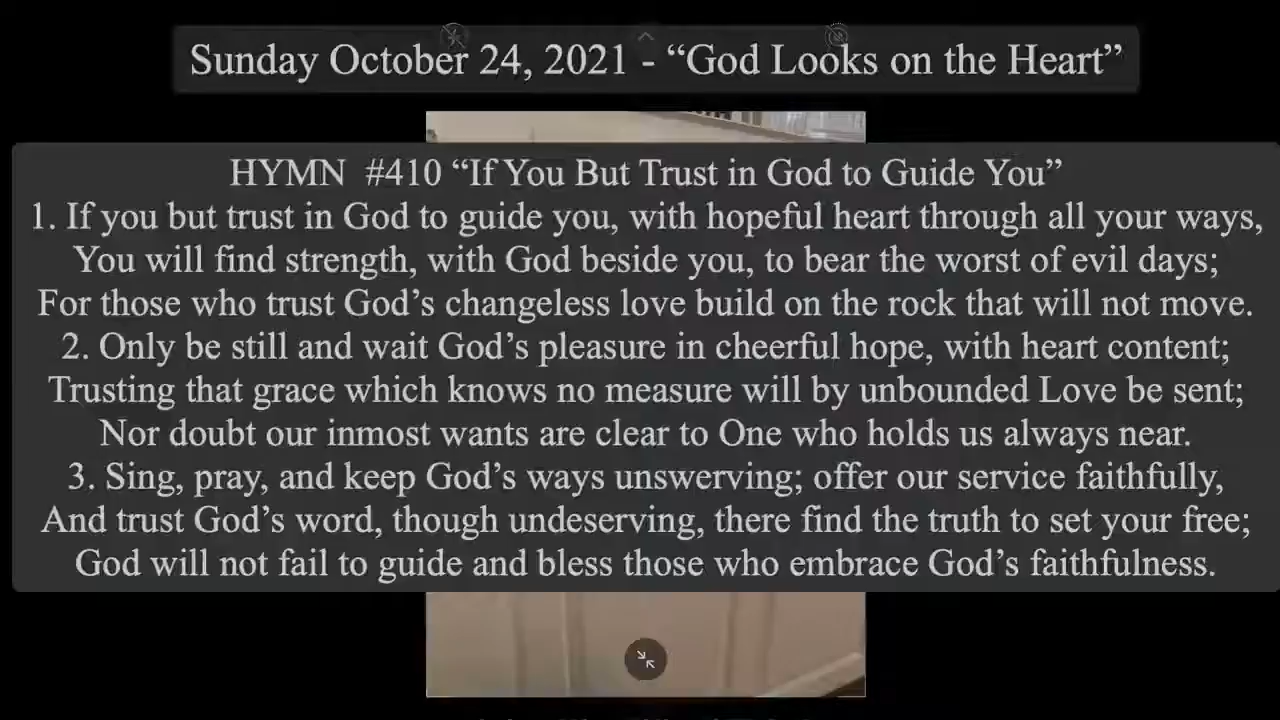 Sunday October 24, 2021 - “God Looks on the Heart”
HYMN #410 “If You But Trust in God to Guide You”
1. If you but trust in God to guide you, with hopeful heart through all your ways,
You will find strength, with God beside you, to bear the worst of evil days;
For those who trust God’s changeless love build on the rock that will not move.
2. Only be still and wait God’s pleasure in cheerful hope, with heart content;
Trusting that grace which knows no measure will by unbounded Love be sent;
Nor doubt our inmost wants are clear to One who holds us always near.
3. Sing, pray, and keep God’s ways unswerving; offer our service faithfully,
And trust God’s word, though undeserving, there find the truth to set your free;
God will not fail to guide and bless those who embrace God’s faithfulness.